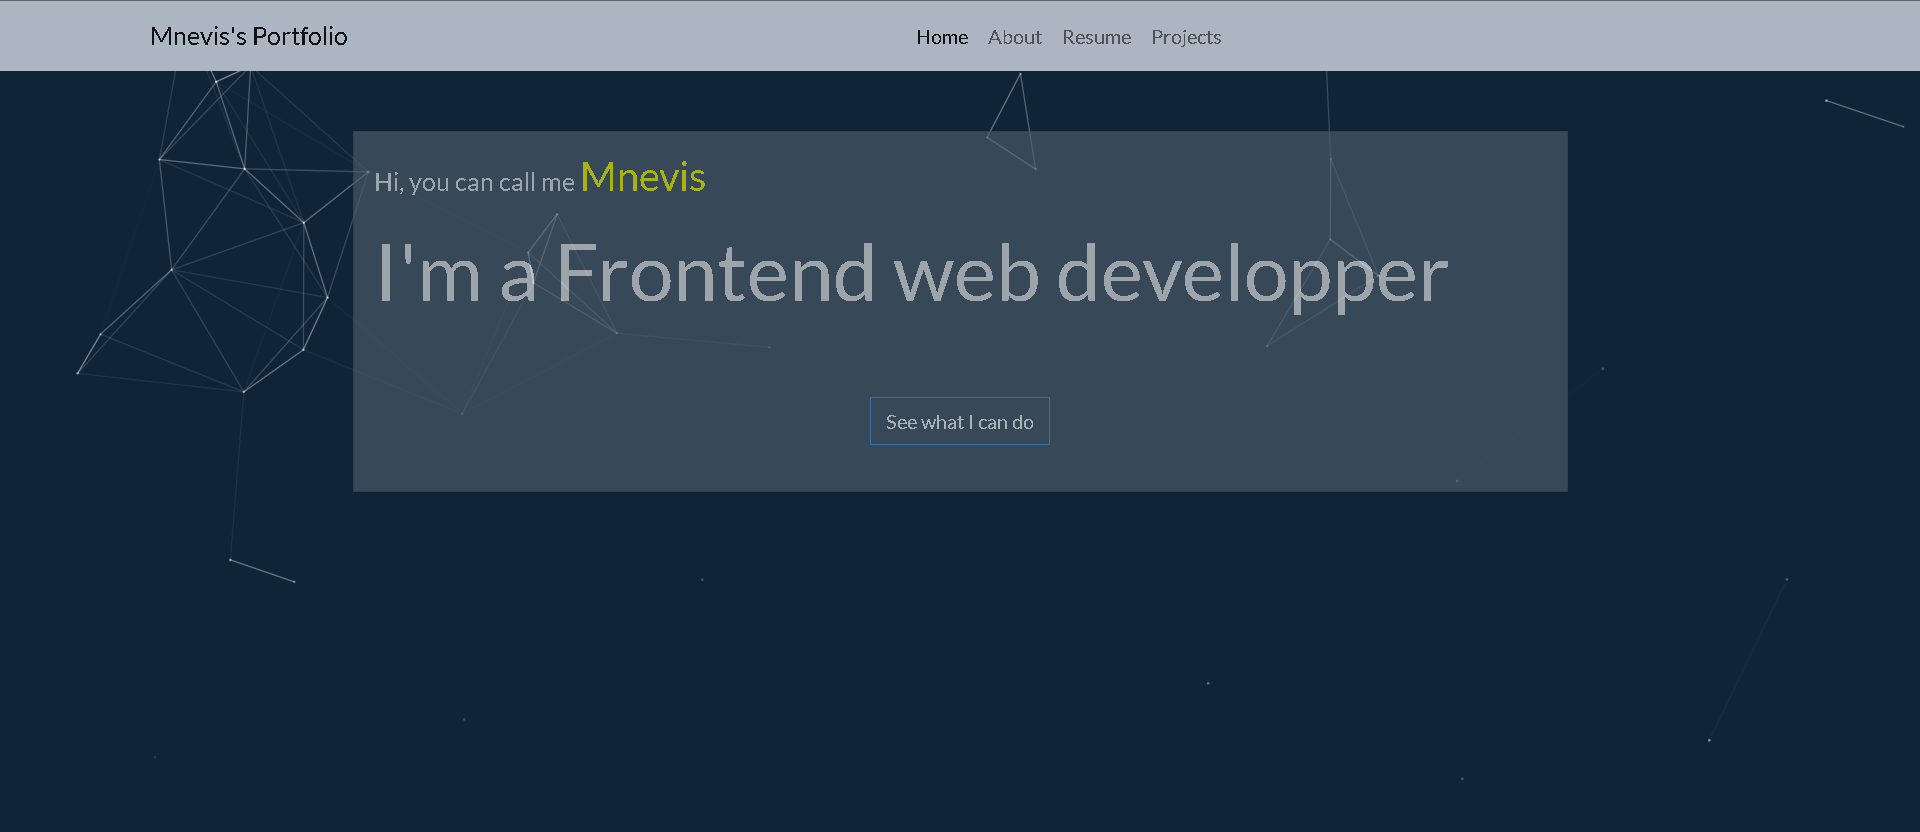 Mnevis's Portfolio
Home About Resume Projects
Hi, you can call me Mnevis
I'm a Frontend web developper
See what I can do